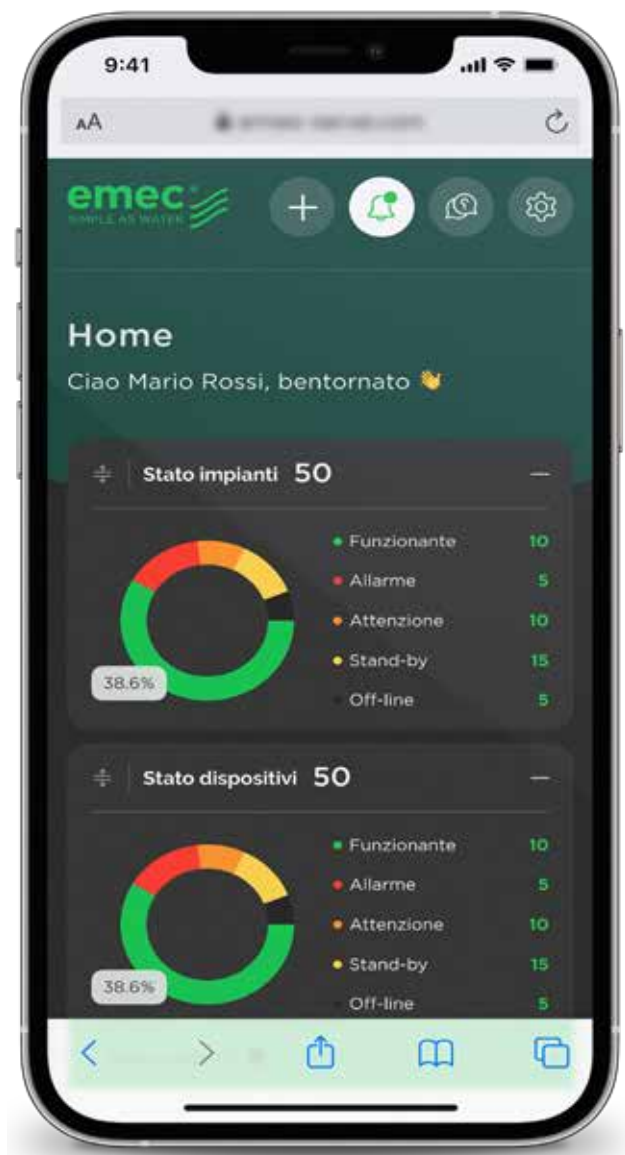 9:41
AA
emec
SIMPLE AS WATER
Home
Ciao Mario Rossi, bentornato 👋
Stato impianti 50
Funzionante 10
Allarme 5
Attenzione 10
Stand-by 15
Off-line 5
38.6%
Stato dispositivi 50
Funzionante 10
Allarme 5
Attenzione 10
Stand-by 15
Off-line 5
38.6%